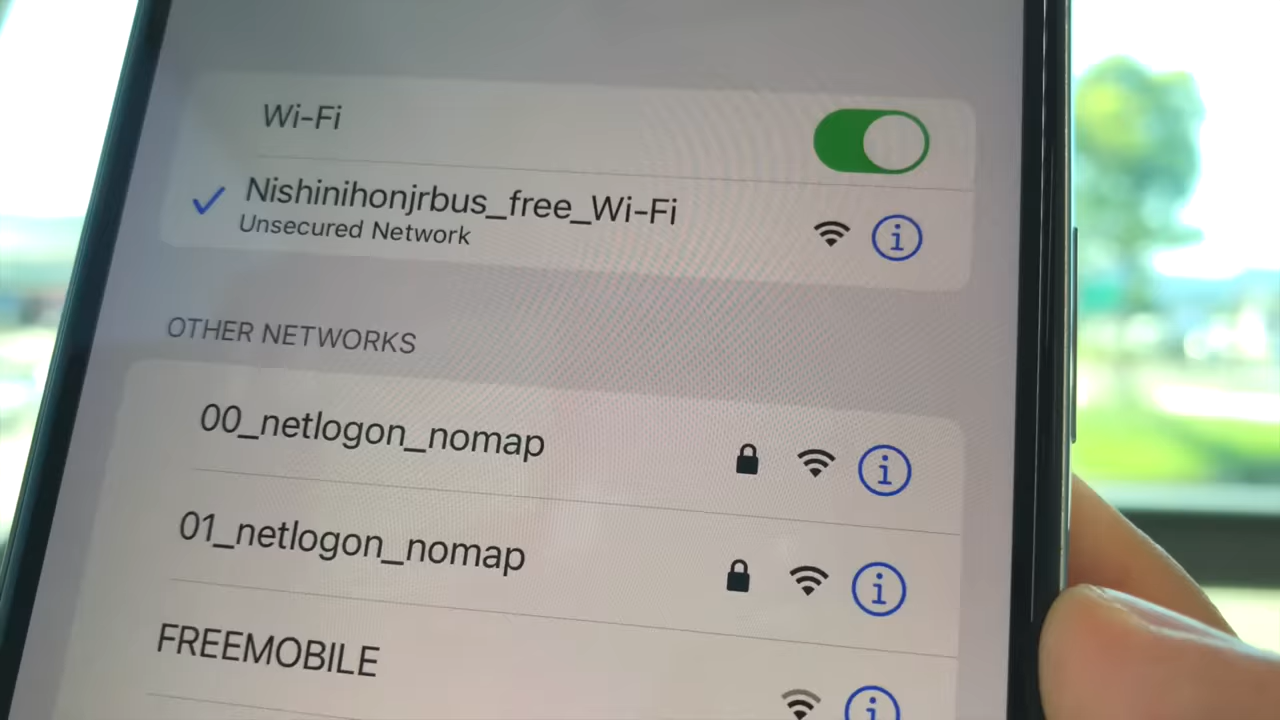 Wi-Fi
Nishinihonjrbus_free_Wi-Fi
Unsecured Network
OTHER NETWORKS
00_netlogon_nomap
01_netlogon_nomap
FREEMOBILE